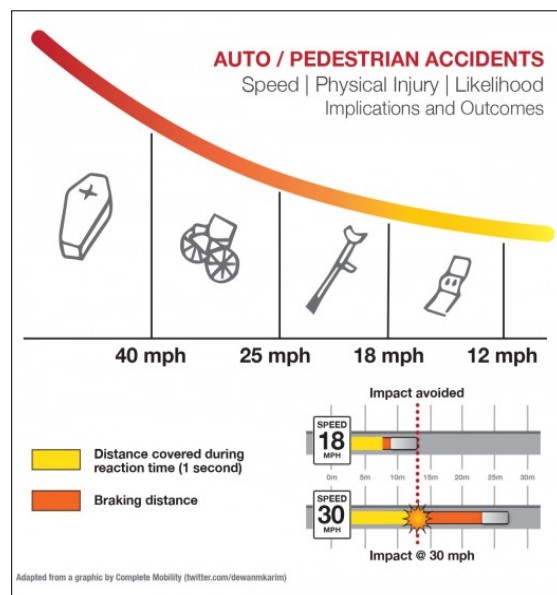 AUTO / PEDESTRIAN ACCIDENTS
Speed | Physical Injury | Likelihood
Implications and Outcomes
40 mph
25 mph
18 mph
12 mph
Impact avoided
SPEED
18
MPH
Distance covered during
reaction time (1 second)
0m 5m 10m 15m 20m 25m 30m
Braking distance
SPEED
30
MPH
Impact @ 30 mph
Adapted from a graphic by Complete Mobility (twitter.com/dewanmkarim)